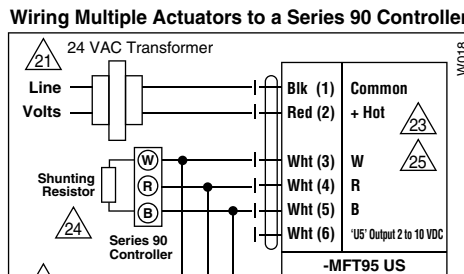 Wiring Multiple Actuators to a Series 90 Controller
W018
21
24 VAC Transformer
Line
Volts
Blk (1) Common
Red (2) + Hot
23
Wht (3) W
25
Wht (4) R
Wht (5) B
Wht (6) 'U5' Output 2 to 10 VDC
Shunting
Resistor
W
R
B
24
Series 90
Controller
-MFT95 US